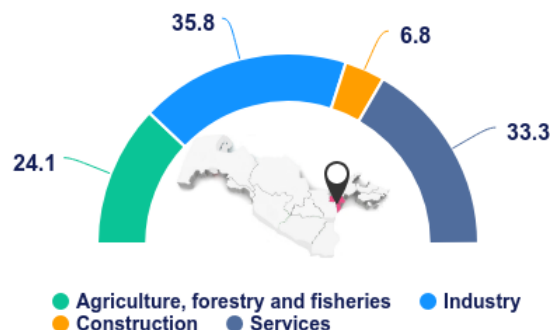 35.8
6.8
24.1
33.3
Agriculture, forestry and fisheries Industry
Construction Services